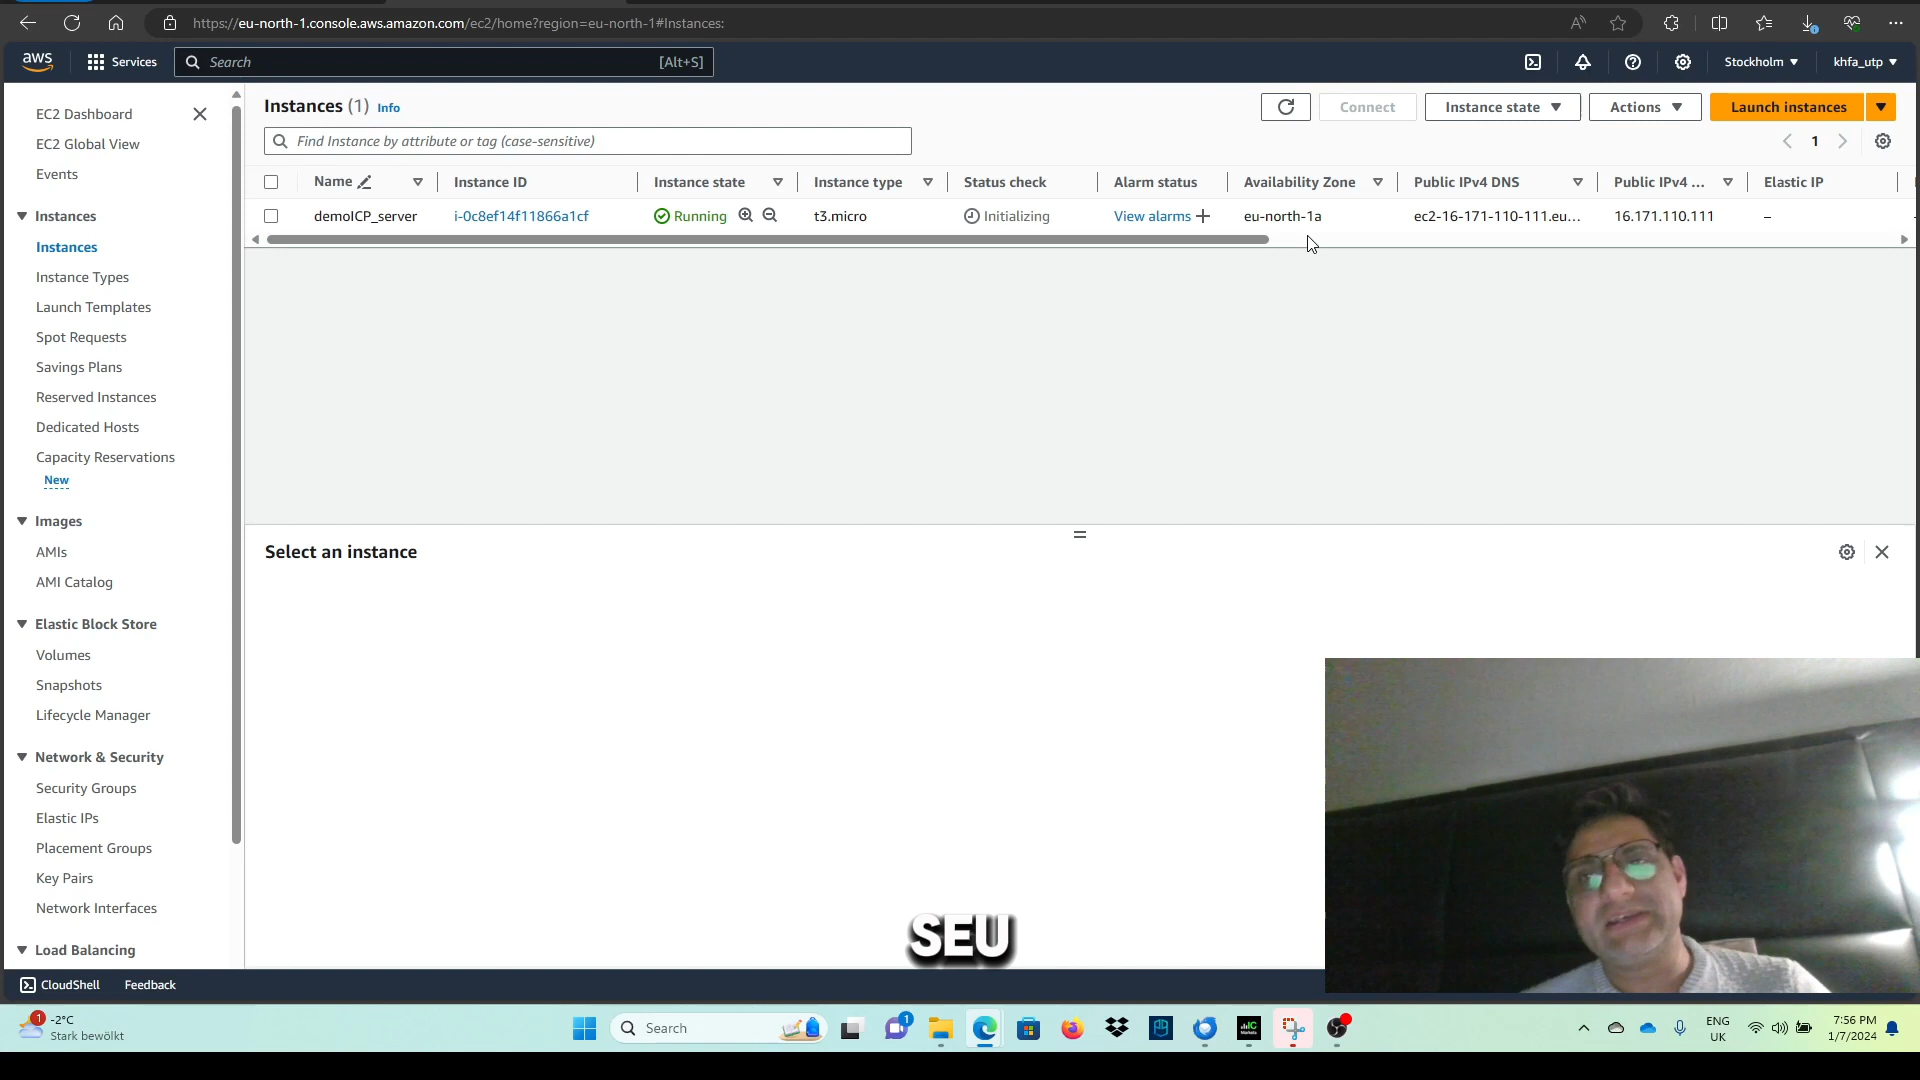 https://eu-north-1.console.aws.amazon.com/ec2/home?region=eu-north-1#Instances:
aws
Services
Search
[Alt+S]
Stockholm
khfa_utp
EC2 Dashboard
EC2 Global View
Events
Instances
Instances
Instance Types
Launch Templates
Spot Requests
Savings Plans
Reserved Instances
Dedicated Hosts
Capacity Reservations
New
Images
AMIs
AMI Catalog
Elastic Block Store
Volumes
Snapshots
Lifecycle Manager
Network & Security
Security Groups
Elastic IPs
Placement Groups
Key Pairs
Network Interfaces
Load Balancing
Instances (1) Info
Connect
Instance state
Actions
Launch instances
Find Instance by attribute or tag (case-sensitive)
1
Name Instance ID Instance state Instance type Status check Alarm status Availability Zone Public IPv4 DNS Public IPv4 ... Elastic IP
demoICP_server i-0c8ef14f11866a1cf Running t3.micro Initializing View alarms + eu-north-1a ec2-16-171-110-111.eu... 16.171.110.111 –
Select an instance
SEU
CloudShell
Feedback
1
-2°C
Stark bewölkt
Search
1
ENG
UK
7:56 PM
1/7/2024